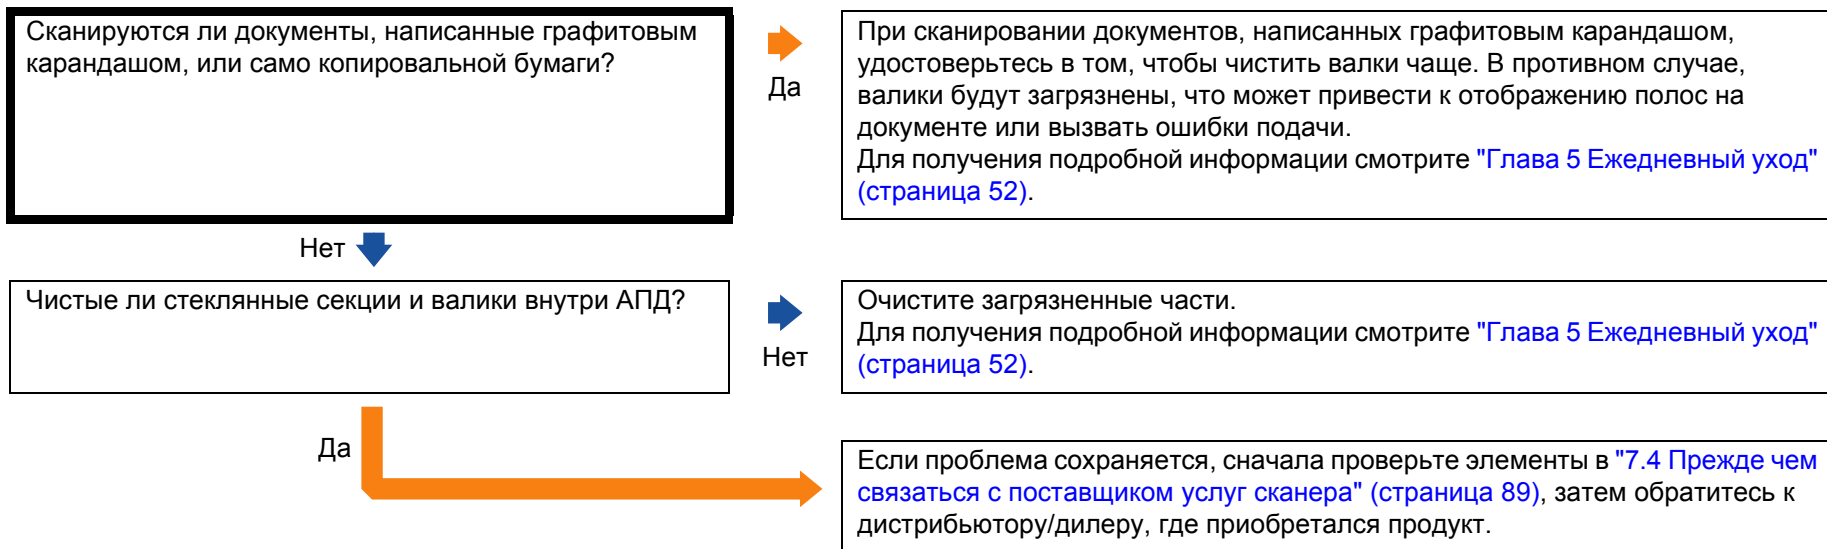 Сканируются ли документы, написанные графитовым
карандашом, или само копировальной бумаги?
Да
При сканировании документов, написанных графитовым карандашом,
удостоверьтесь в том, чтобы чистить валки чаще. В противном случае,
валики будут загрязнены, что может привести к отображению полос на
документе или вызвать ошибки подачи.
Для получения подробной информации смотрите "Глава 5 Ежедневный уход"
(страница 52).
Нет
Чистые ли стеклянные секции и валики внутри АПД?
Нет
Очистите загрязненные части.
Для получения подробной информации смотрите "Глава 5 Ежедневный уход"
(страница 52).
Да
Если проблема сохраняется, сначала проверьте элементы в "7.4 Прежде чем
связаться с поставщиком услуг сканера" (страница 89), затем обратитесь к
дистрибьютору/дилеру, где приобретался продукт.